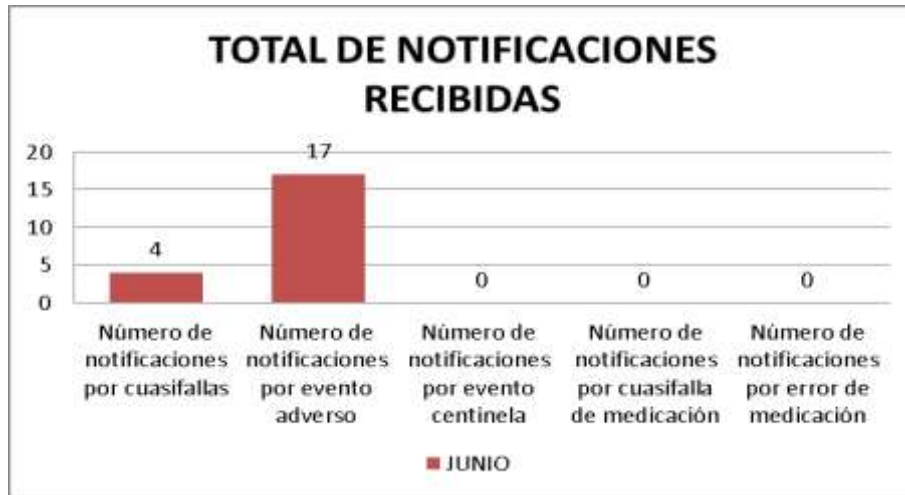 TOTAL DE NOTIFICACIONES
RECIBIDAS
20
15
10
5
0
4
17
0
0
0
Número de
notificaciones
por cuasifallas
Número de
notificaciones
por evento
adverso
Número de
notificaciones
por evento
centinela
Número de
notificaciones
por cuasifalla
de medicación
Número de
notificaciones
por error de
medicación
JUNIO